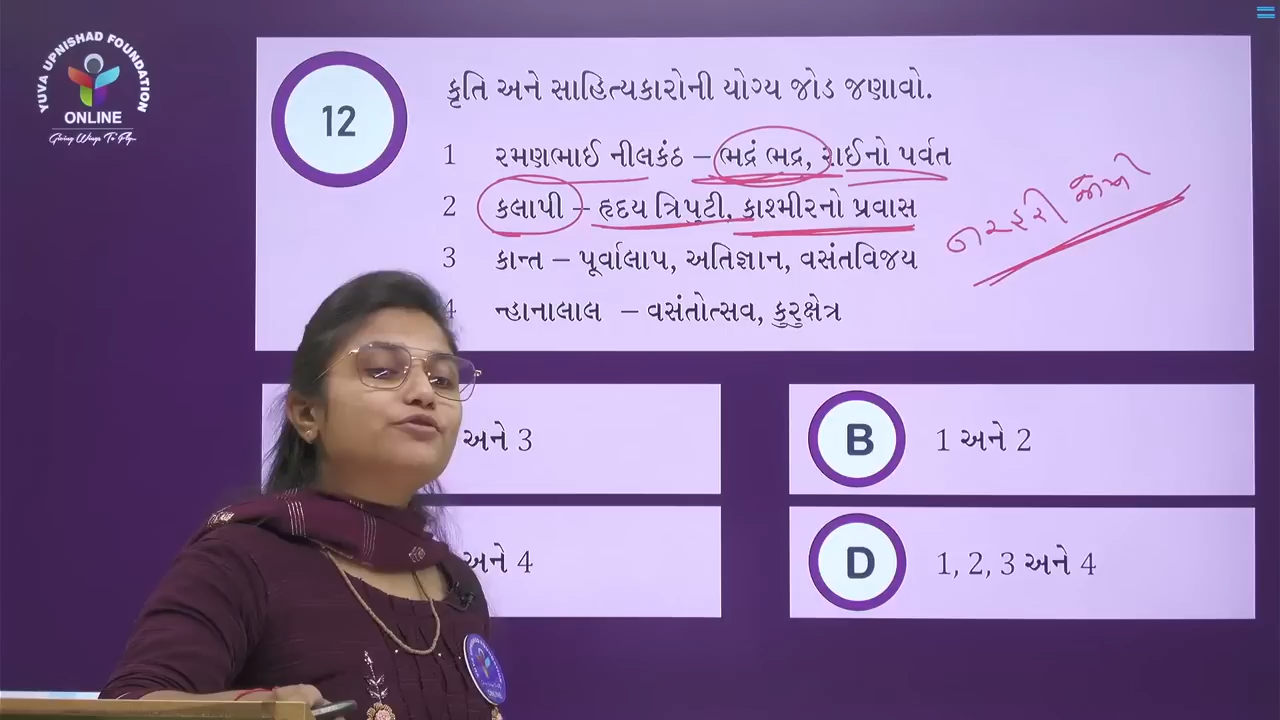 YUVA UPNISHAD FOUNDATION
ONLINE
Giving Wings To Fly
12
કૃતિ અને સાહિત્યકારોની યોગ્ય જોડ જણાવો.
1 રમણભાઈ નીલકંઠ – ભદ્રં ભદ્ર, રાઈનો પર્વત
2 કલાપી – હૃદય ત્રિપુટી, કાશ્મીરનો પ્રવાસ
3 કાન્ત – પૂર્વાલાપ, અતિજ્ઞાન, વસંતવિજય
4 ન્હાનાલાલ – વસંતોત્સવ, કુરુક્ષેત્ર
અને 3
B 1 અને 2
અને 4
D 1, 2, 3 અને 4
ONLINE